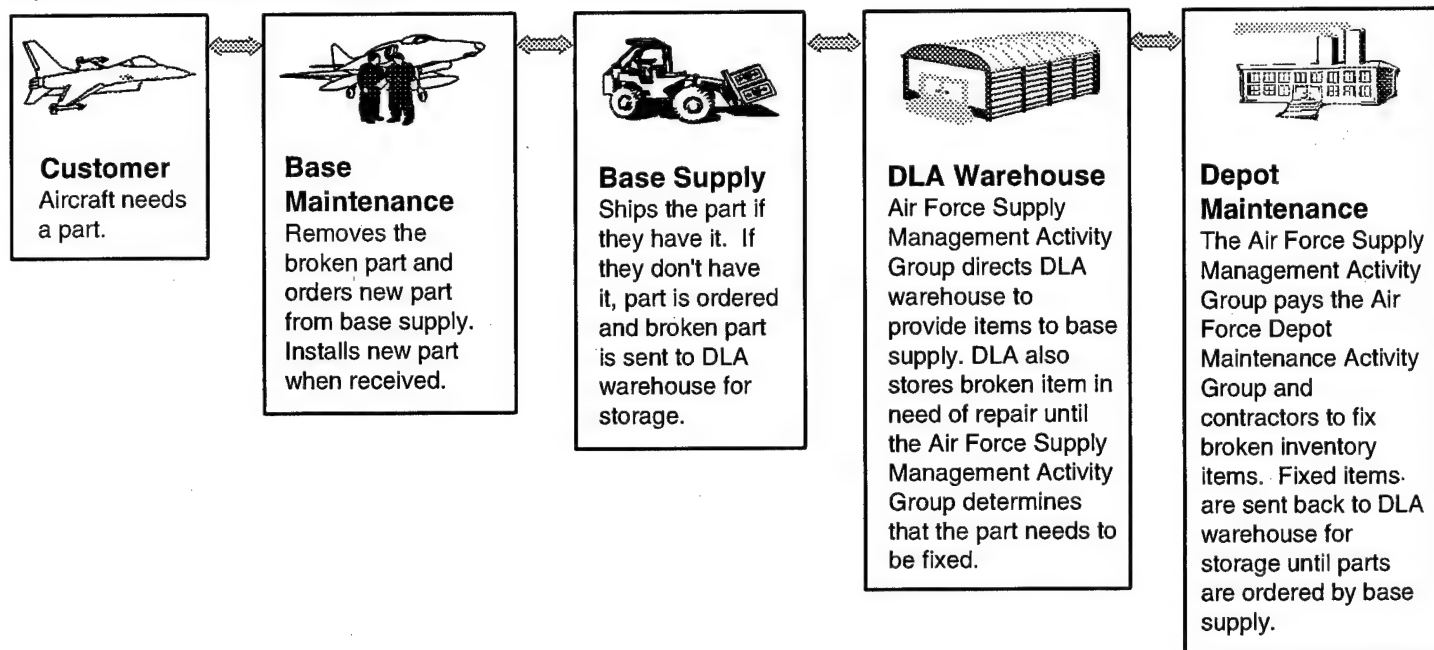 Customer
Aircraft needs
a part.
Base
Maintenance
Removes the
broken part and
orders new part
from base supply.
Installs new part
when received.
Base Supply
Ships the part if
they have it. If
they don't have
it, part is ordered
and broken part
is sent to DLA
warehouse for
storage.
DLA Warehouse
Air Force Supply
Management Activity
Group directs DLA
warehouse to
provide items to base
supply. DLA also
stores broken item in
need of repair until
the Air Force Supply
Management Activity
Group determines
that the part needs to
be fixed.
Depot
Maintenance
The Air Force Supply
Management Activity
Group pays the Air
Force Depot
Maintenance Activity
Group and
contractors to fix
broken inventory
items. Fixed items
are sent back to DLA
warehouse for
storage until parts
are ordered by base
supply.